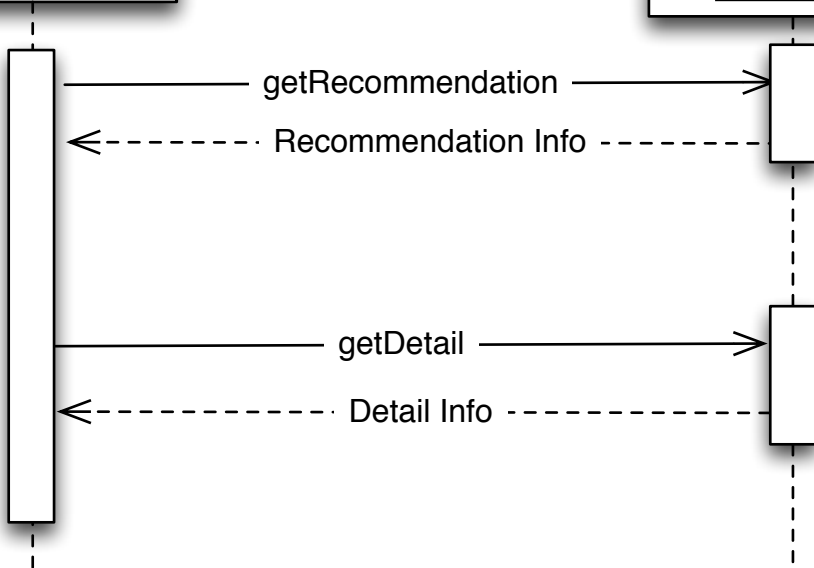 getRecommendation
Recommendation Info
getDetail
Detail Info